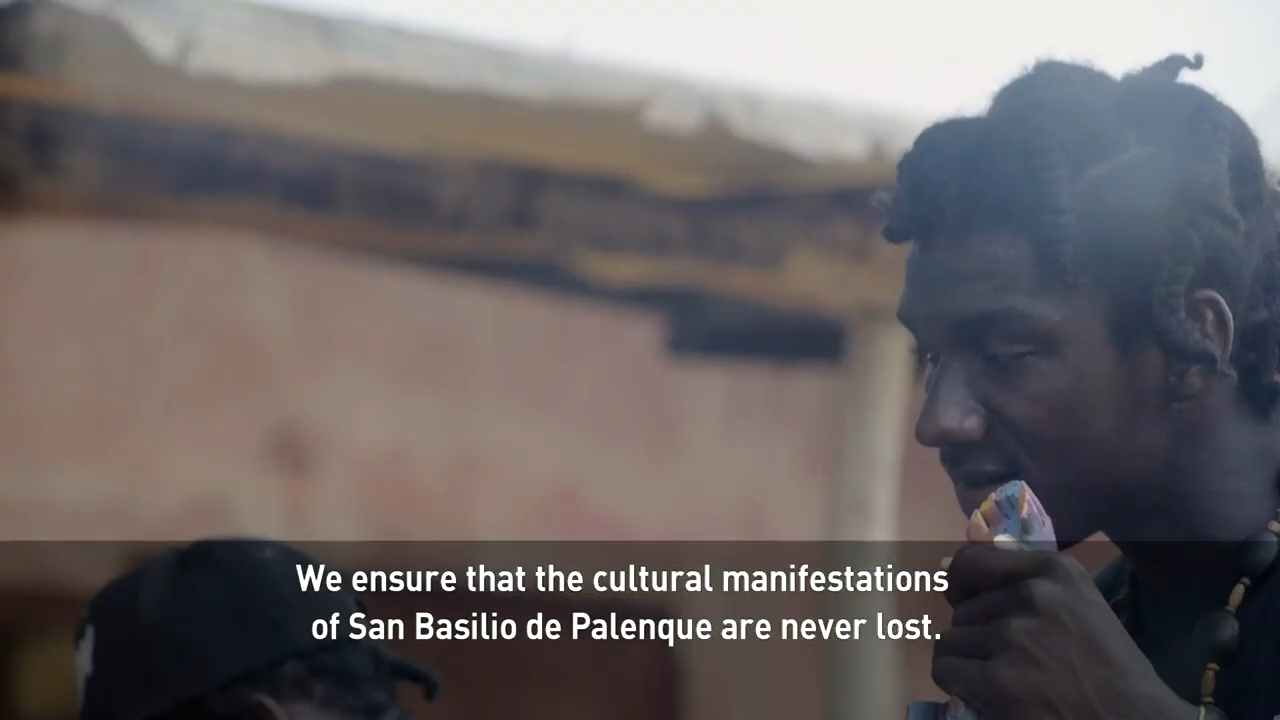 We ensure that the cultural manifestations
of San Basilio de Palenque are never lost.